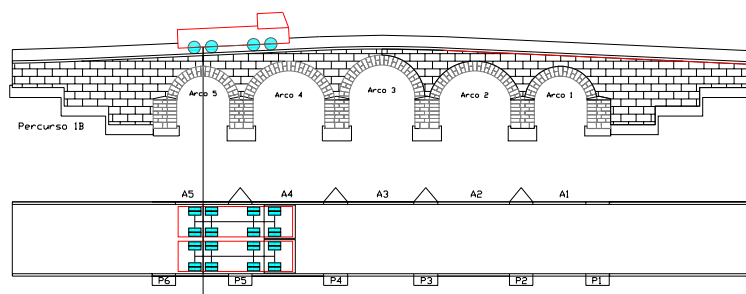 Arco 5
Arco 4
Arco 3
Arco 2
Arco 1
Percurso 1B
A5
A4
A3
A2
A1
P6
P5
P4
P3
P2
P1